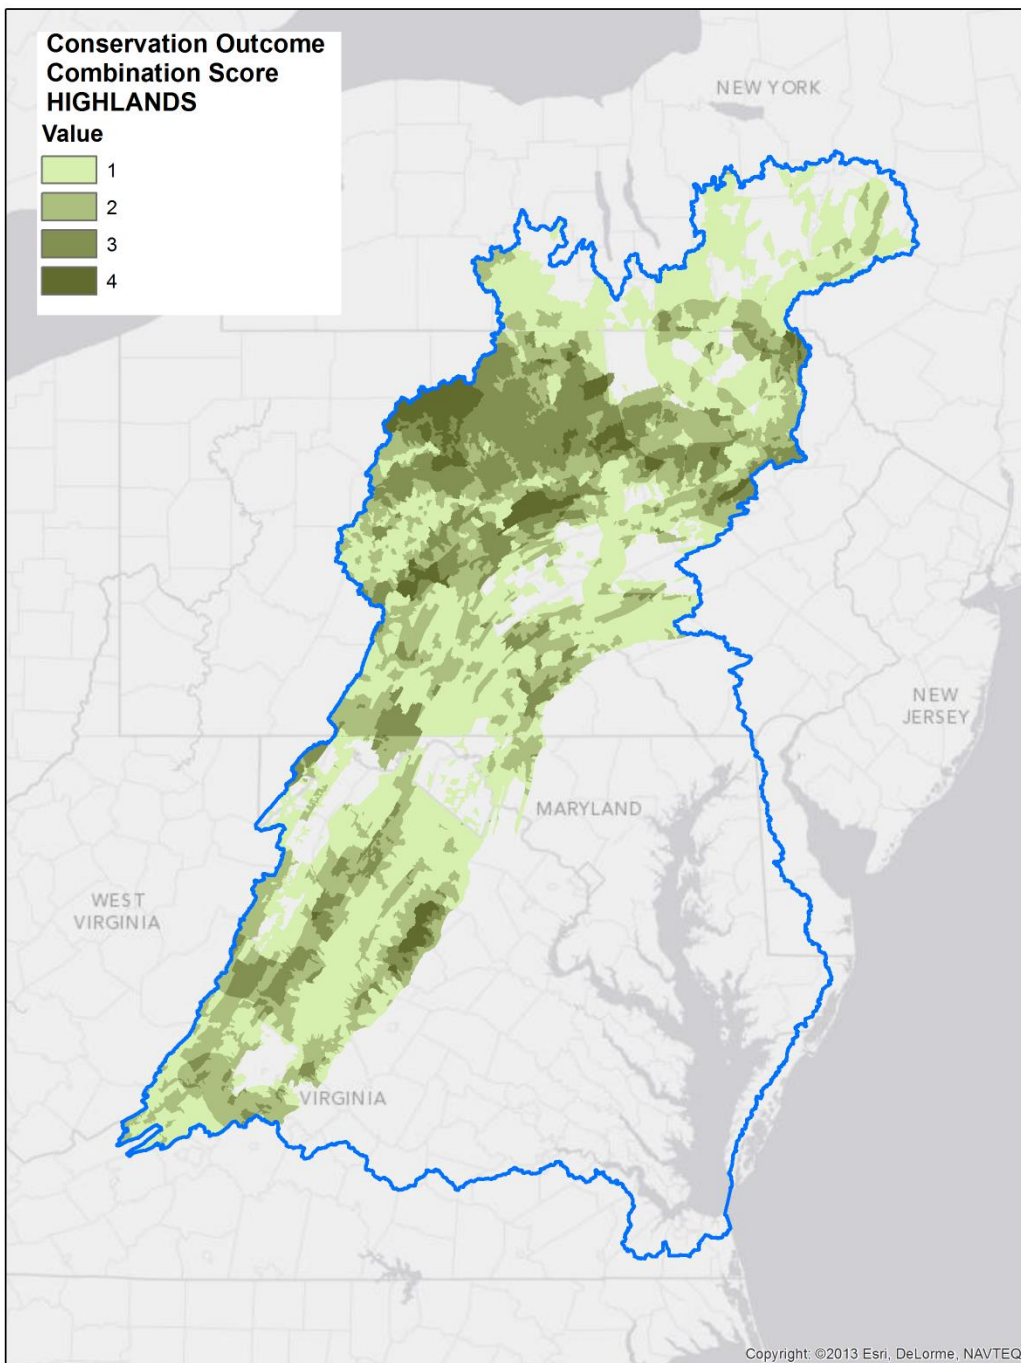 Conservation Outcome
Combination Score
HIGHLANDS
Value
1
2
3
4
NEW YORK
NEW
JERSEY
MARYLAND
WEST
VIRGINIA
VIRGINIA
Copyright: ©2013 Esri, DeLorme, NAVTEQ